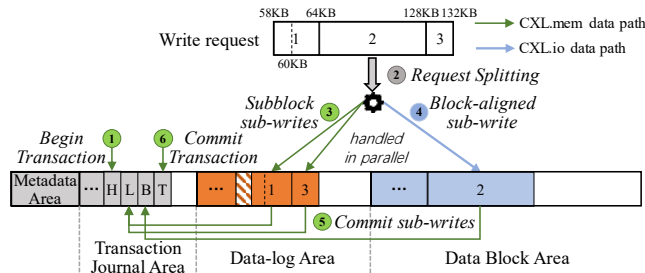 58KB 64KB 128KB 132KB
Write request 1 2 3
60KB
CXL.mem data path
CXL.io data path
2 Request Splitting
Subblock sub-writes 3
4 Block-aligned sub-write
handled in parallel
Begin Transaction 1
6 Commit Transaction
Metadata Area ... H L B T ... 1 3 ... 2
5 Commit sub-writes
Transaction Journal Area
Data-log Area
Data Block Area